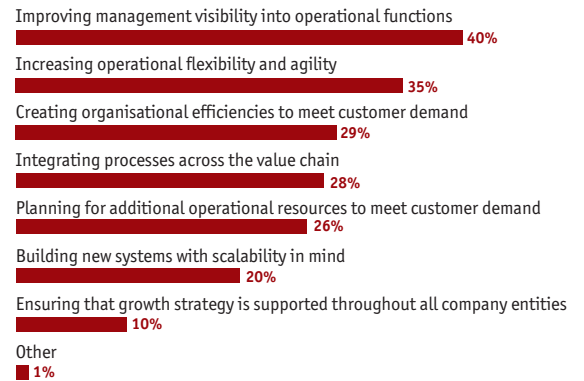 Improving management visibility into operational functions
40%
Increasing operational flexibility and agility
35%
Creating organisational efficiencies to meet customer demand
29%
Integrating processes across the value chain
28%
Planning for additional operational resources to meet customer demand
26%
Building new systems with scalability in mind
20%
Ensuring that growth strategy is supported throughout all company entities
10%
Other
1%